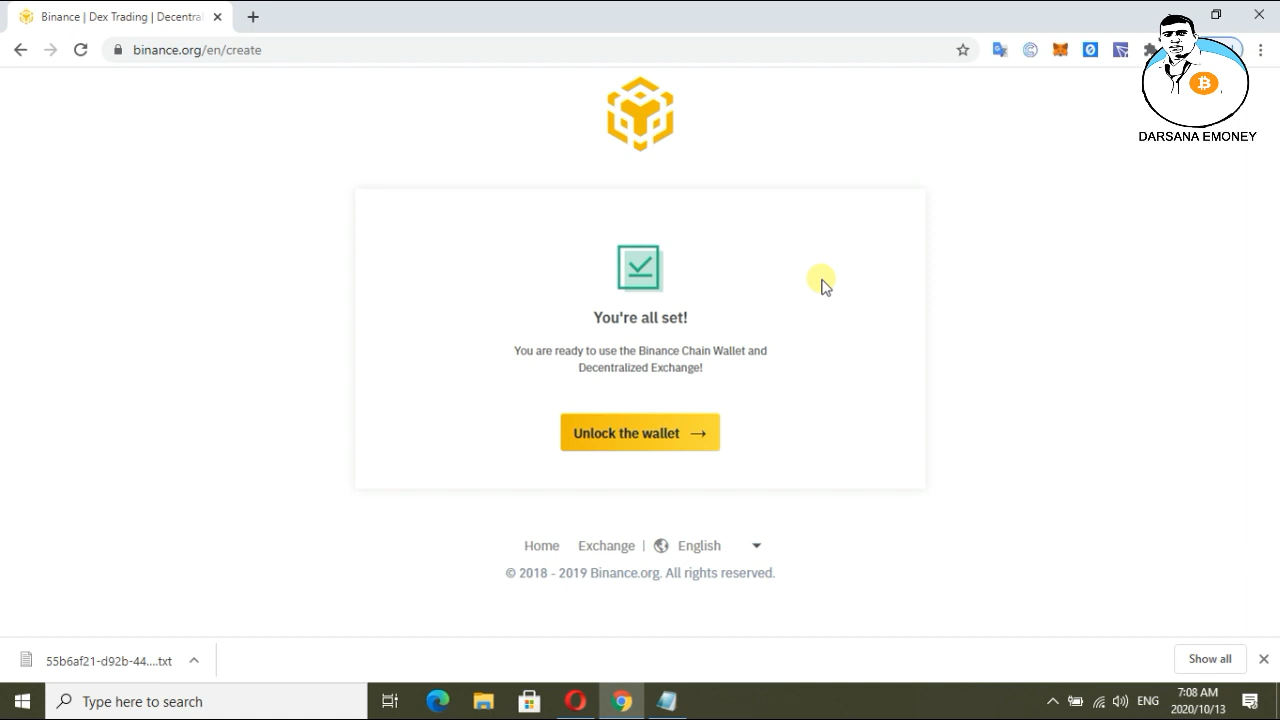 Binance | Dex Trading | Decentra
binance.org/en/create
DARSANA EMONEY
You're all set!
You are ready to use the Binance Chain Wallet and
Decentralized Exchange!
Unlock the wallet →
Home Exchange | English
© 2018 - 2019 Binance.org. All rights reserved.
55b6af21-d92b-44....txt
Show all
Type here to search
ENG
7:08 AM
2020/10/13